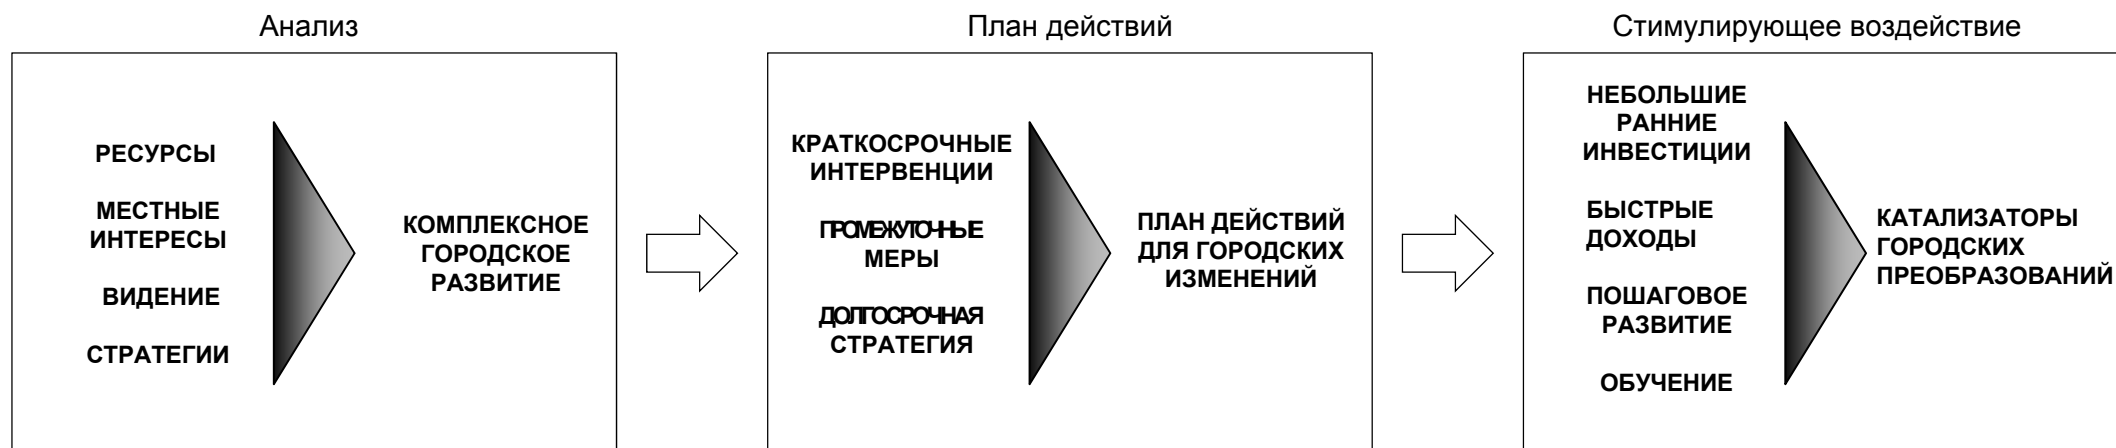 Анализ
РЕСУРСЫ
МЕСТНЫЕ
ИНТЕРЕСЫ
ВИДЕНИЕ
СТРАТЕГИИ
КОМПЛЕКСНОЕ
ГОРОДСКОЕ
РАЗВИТИЕ
План действий
КРАТКОСРОЧНЫЕ
ИНТЕРВЕНЦИИ
ПРОМЕЖУТОЧНЫЕ
МЕРЫ
ДОЛГОСРОЧНАЯ
СТРАТЕГИЯ
ПЛАН ДЕЙСТВИЙ
ДЛЯ ГОРОДСКИХ
ИЗМЕНЕНИЙ
Стимулирующее воздействие
НЕБОЛЬШИЕ
РАННИЕ
ИНВЕСТИЦИИ
БЫСТРЫЕ
ДОХОДЫ
ПОШАГОВОЕ
РАЗВИТИЕ
ОБУЧЕНИЕ
КАТАЛИЗАТОРЫ
ГОРОДСКИХ
ПРЕОБРАЗОВАНИЙ